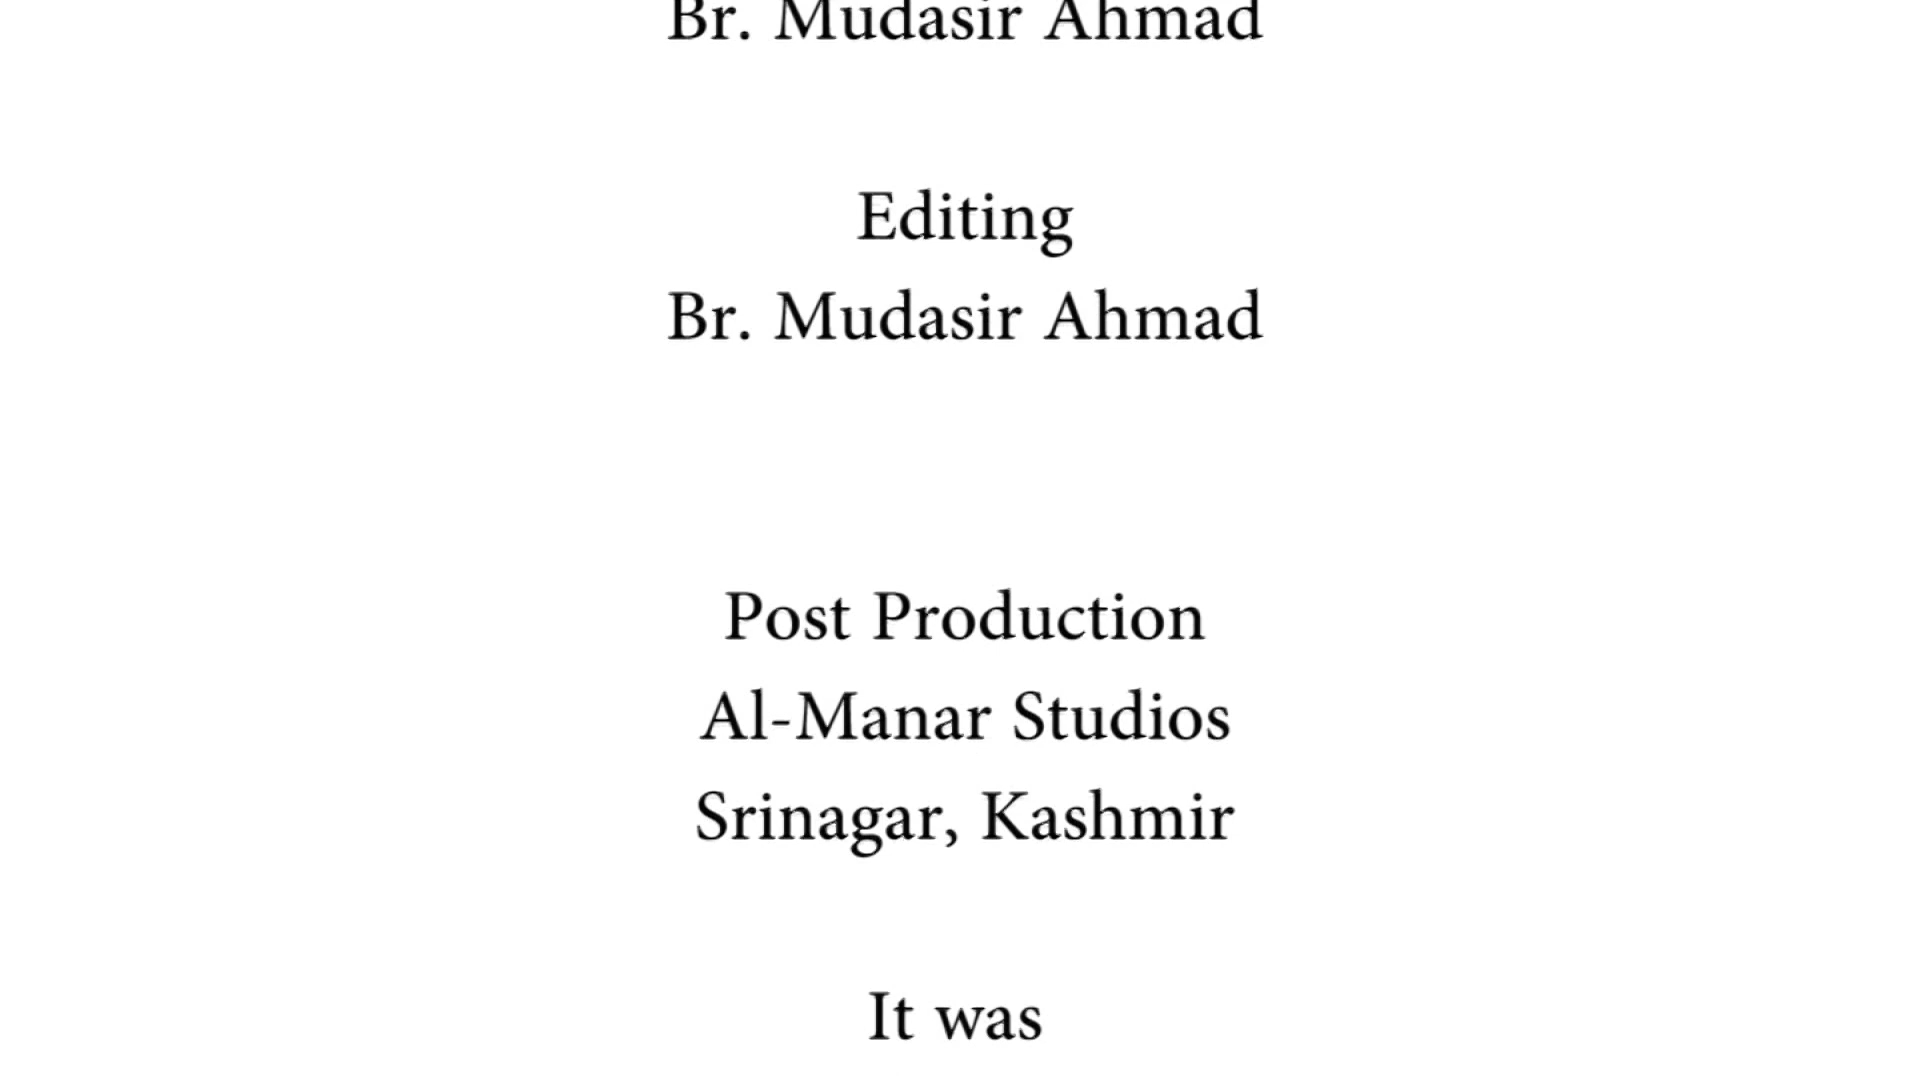 Br. Mudasir Ahmad
Editing
Br. Mudasir Ahmad
Post Production
Al-Manar Studios
Srinagar, Kashmir
It was